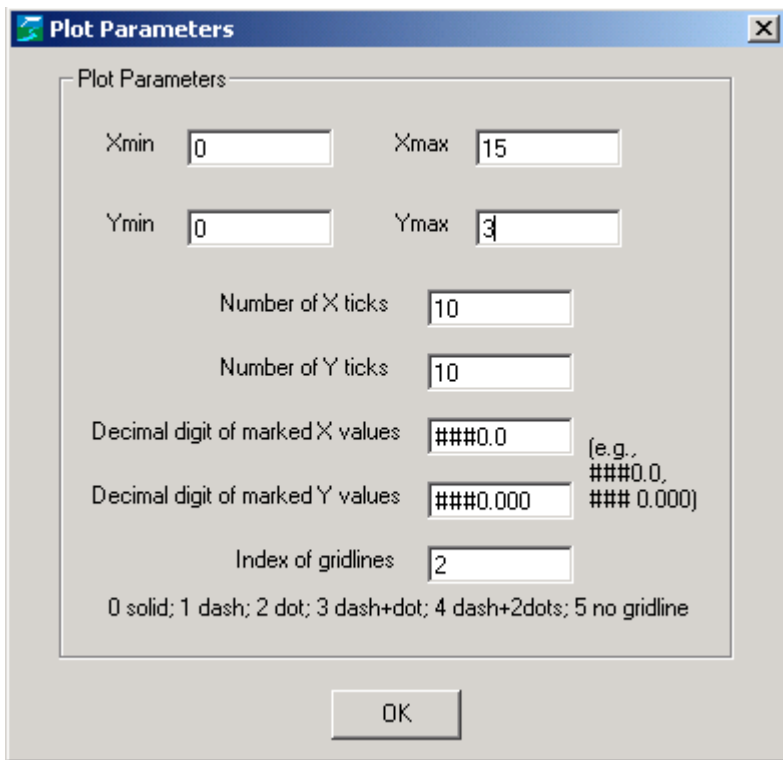 Plot Parameters
Plot Parameters
Xmin 0 Xmax 15
Ymin 0 Ymax 3
Number of X ticks 10
Number of Y ticks 10
Decimal digit of marked X values ###0.0
(e.g.,
###0.0,
Decimal digit of marked Y values ###0.000
### 0.000)
Index of gridlines 2
0 solid; 1 dash; 2 dot; 3 dash+dot; 4 dash+2dots; 5 no gridline
OK